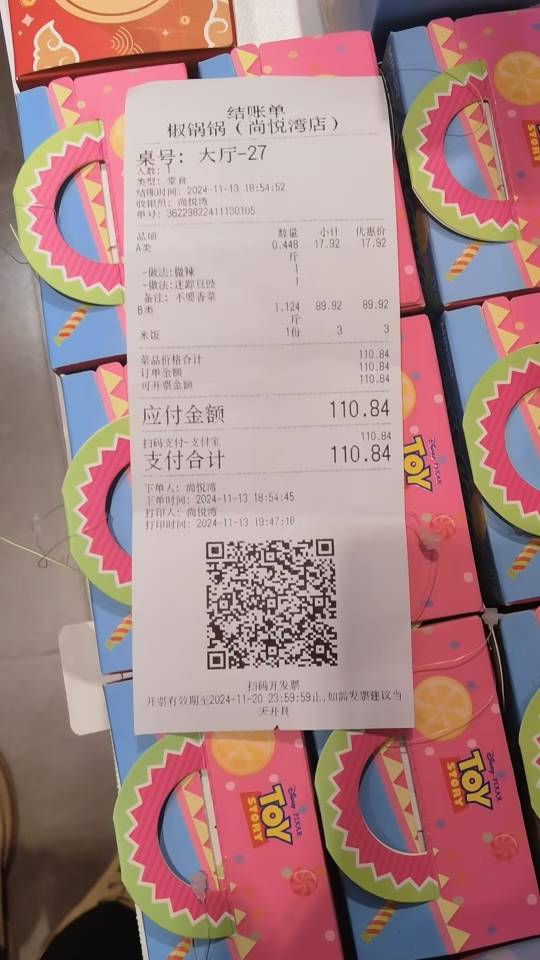 结账单
椒锅锅（尚悦湾店）
桌号: 大厅-27
人数: 1
类型: 堂食
结账时间: 2024-11-13 18:54:52
收银员: 尚悦湾
单号: 36229822411130105
品项 数量 小计 优惠价
A类 0.448 17.92 17.92
斤
-做法:微辣 1
-做法:迷踪豆豉 1
备注: 不要香菜
B类 1.124 89.92 89.92
斤
米饭 1份 3 3
菜品价格合计 110.84
订单金额 110.84
可开票金额 110.84
应付金额 110.84
扫码支付-支付宝 110.84
支付合计 110.84
下单人: 尚悦湾
下单时间: 2024-11-13 18:54:45
打印人: 尚悦湾
打印时间: 2024-11-13 19:47:16
扫码开发票
开票有效期至2024-11-20 23:59:59止,如需发票建议当
天开具
TOY
Disney PIXAR
TOY
STORY
Disney PIXAR
TOY
STORY